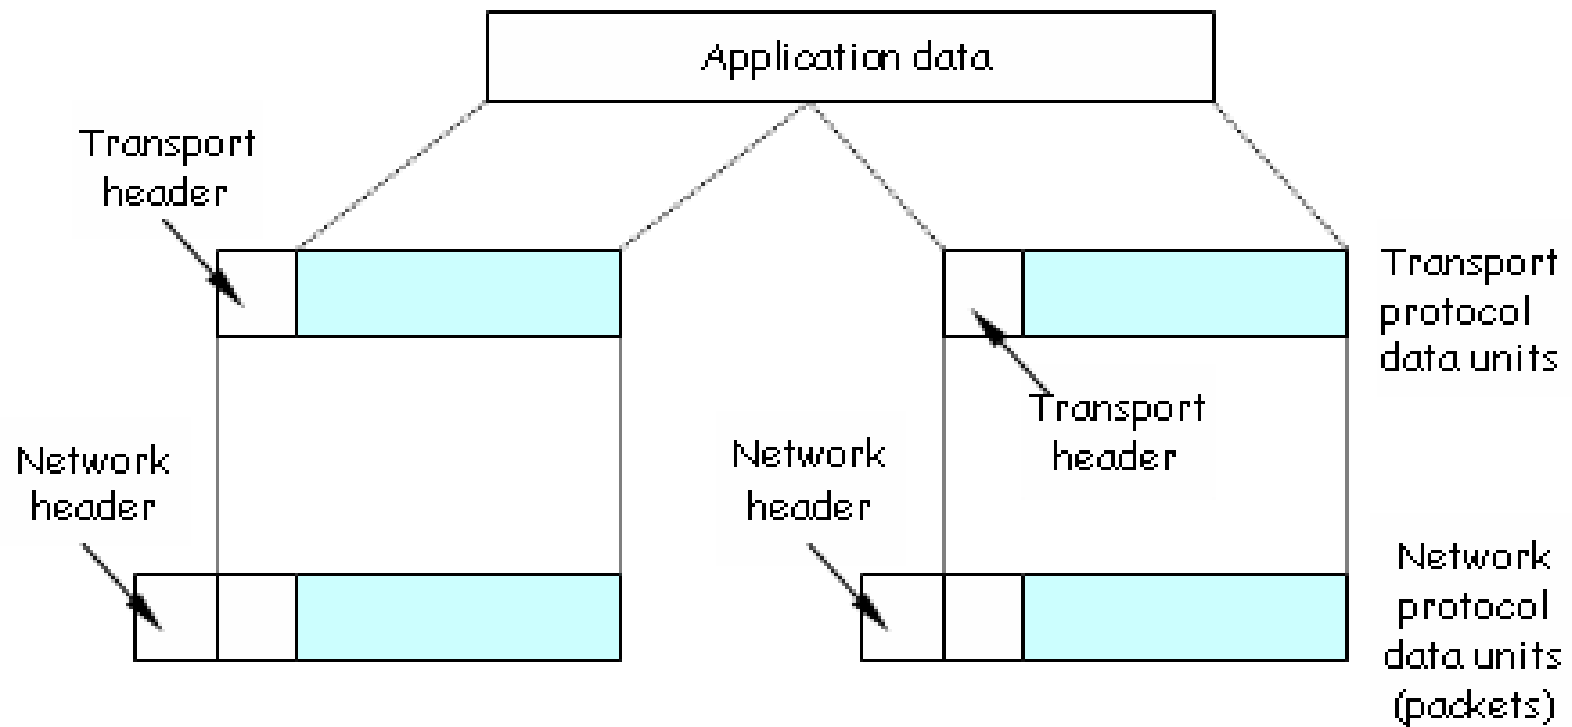 Application data
Transport
header
Transport
protocol
data units
Transport
header
Network
header
Network
header
Network
protocol
data units
(packets)